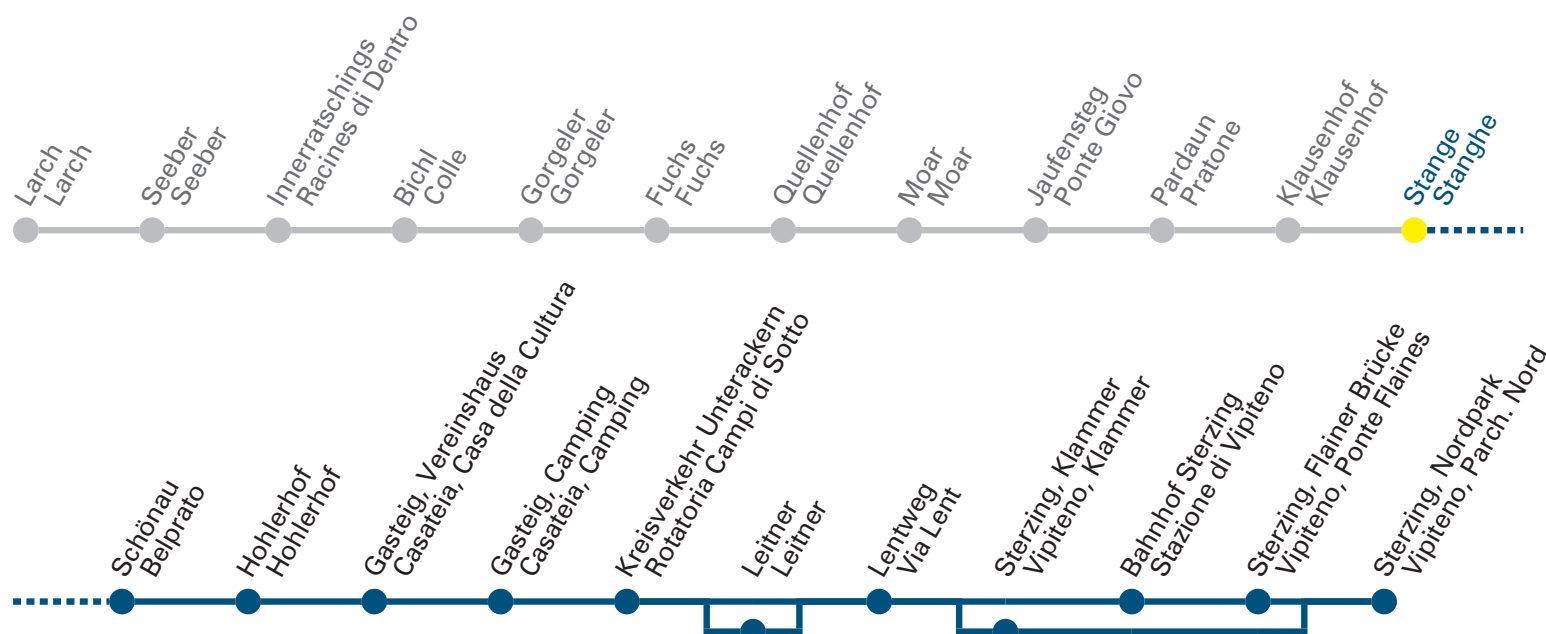 Larch
Larch
Seeber
Seeber
Innerratschings
Racines di Dentro
Bichl
Colle
Gorgeler
Gorgeler
Fuchs
Fuchs
Quellenhof
Quellenhof
Moar
Moar
Jaufensteg
Ponte Giovo
Pardaun
Pratone
Klausenhof
Klausenhof
Stange
Stanghe
Schönau
Belprato
Hohlerhof
Hohlerhof
Gasteig, Vereinshaus
Casateia, Casa della Cultura
Gasteig, Camping
Casateia, Camping
Kreisverkehr Unterackern
Rotatoria Campi di Sotto
Leitner
Leitner
Lentweg
Via Lent
Sterzing, Klammer
Vipiteno, Klammer
Bahnhof Sterzing
Stazione di Vipiteno
Sterzing, Flainer Brücke
Vipiteno, Ponte Flaines
Sterzing, Nordpark
Vipiteno, Parch. Nord